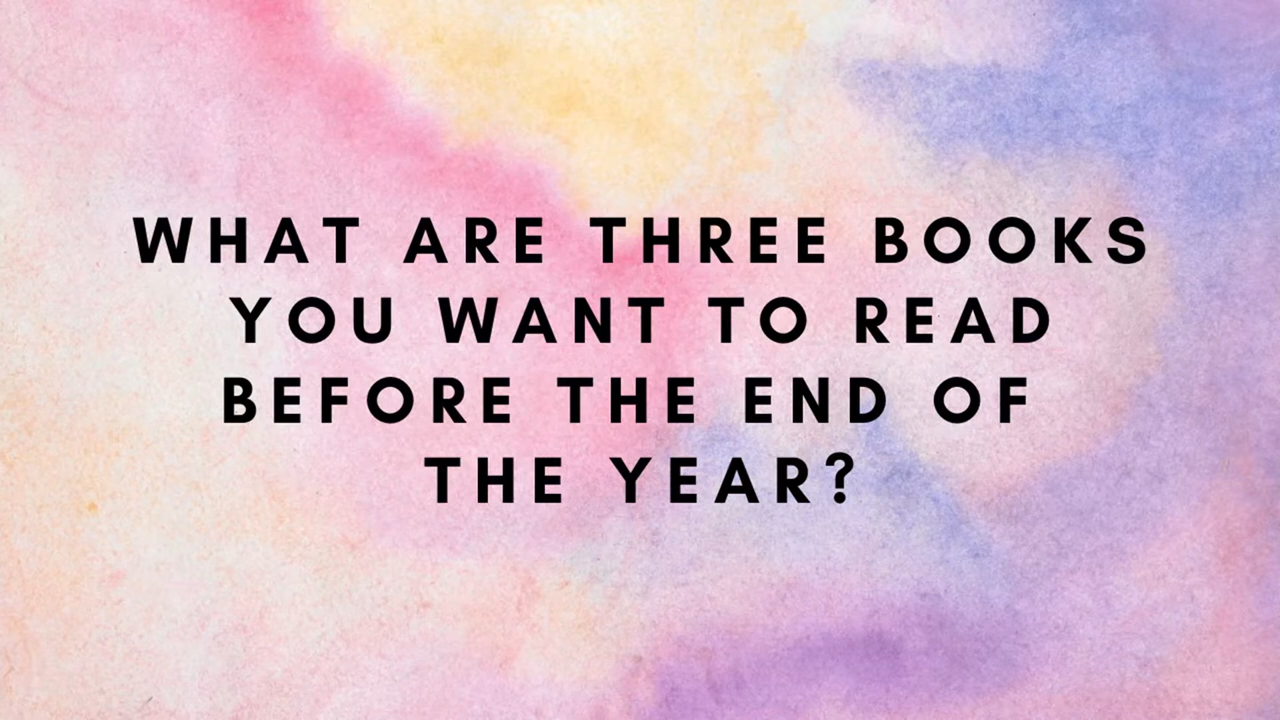 WHAT ARE THREE BOOKS
YOU WANT TO READ
BEFORE THE END OF
THE YEAR?